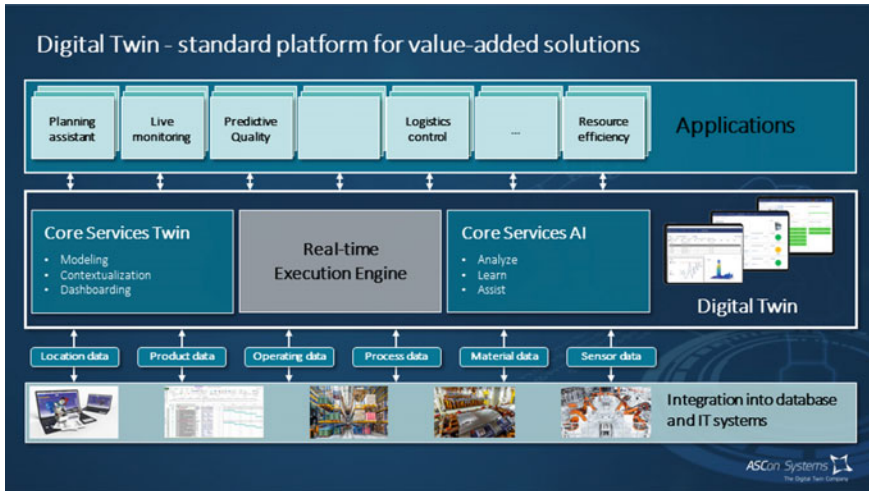 Digital Twin - standard platform for value-added solutions
Planning
assistant
Live
monitoring
Predictive
Quality
Logistics
control
...
Resource
efficiency
Applications
Core Services Twin
• Modeling
• Contextualization
• Dashboarding
Real-time
Execution Engine
Core Services AI
• Analyze
• Learn
• Assist
Digital Twin
Location data
Product data
Operating data
Process data
Material data
Sensor data
Integration into database
and IT systems
ASCon Systems
The Digital Twin Company